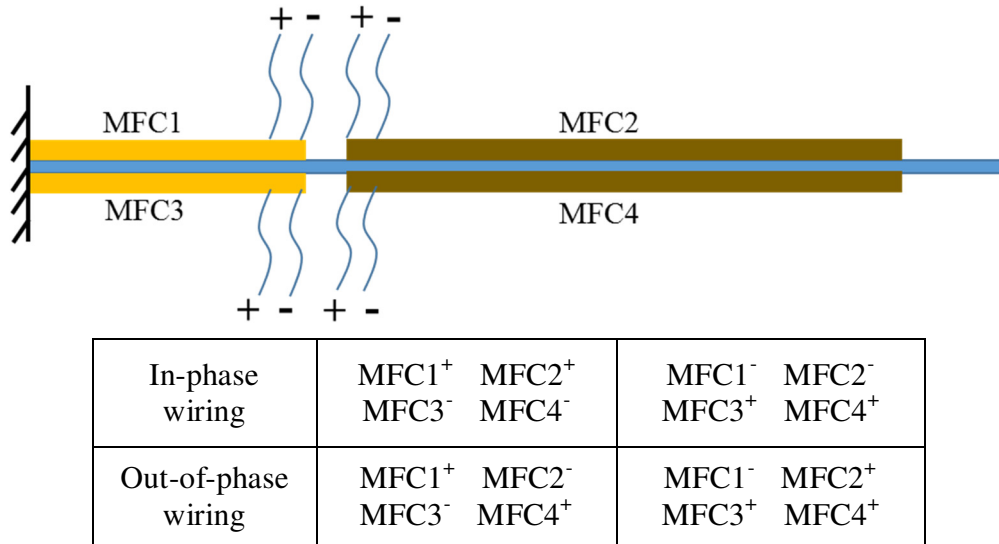 + - + -
MFC1 MFC2
MFC3 MFC4
+ - + -
In-phase wiring MFC1⁺ MFC2⁺ MFC1⁻ MFC2⁻
MFC3⁻ MFC4⁻ MFC3⁺ MFC4⁺
Out-of-phase wiring MFC1⁺ MFC2⁻ MFC1⁻ MFC2⁺
MFC3⁻ MFC4⁺ MFC3⁺ MFC4⁺